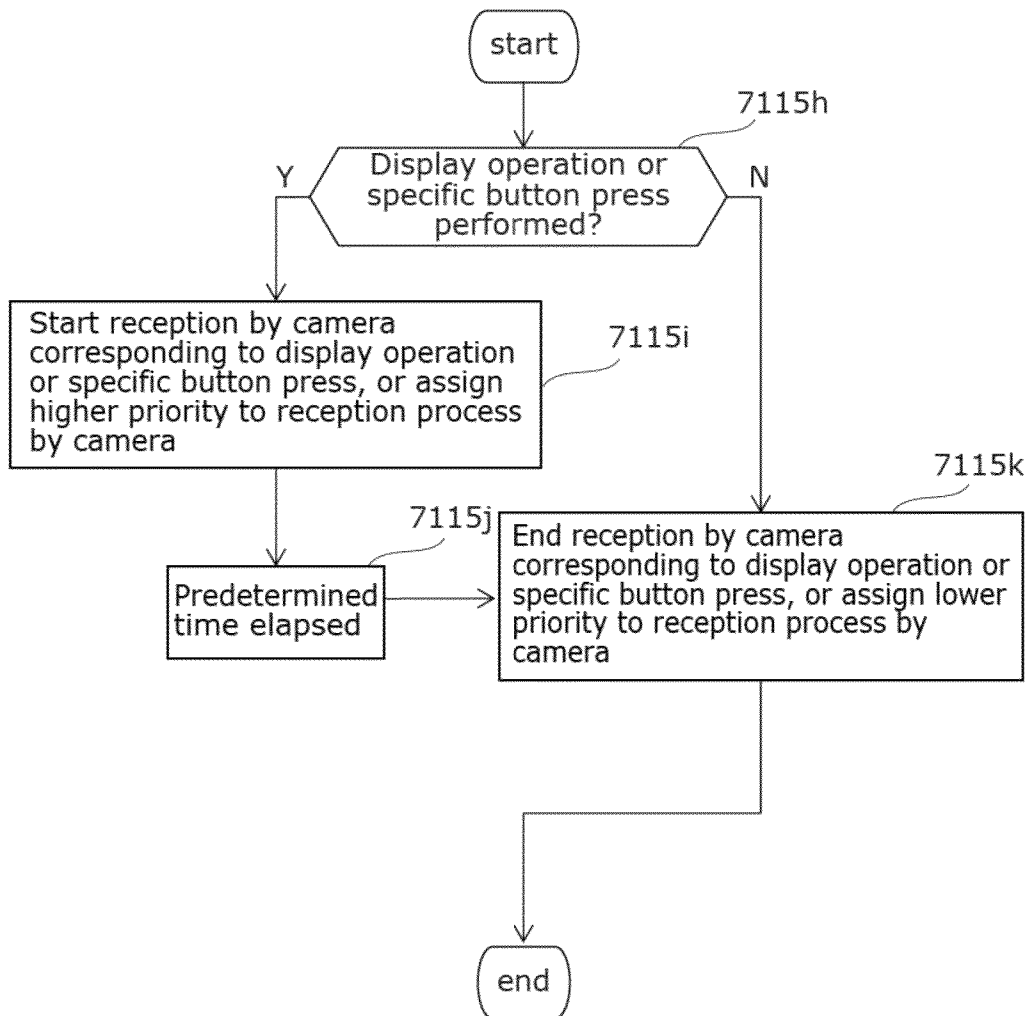 start
7115h
Display operation or
specific button press
performed?
Y
N
Start reception by camera
corresponding to display operation
or specific button press, or assign
higher priority to reception process
by camera
7115i
7115j
Predetermined
time elapsed
7115k
End reception by camera
corresponding to display operation or
specific button press, or assign lower
priority to reception process by
camera
end